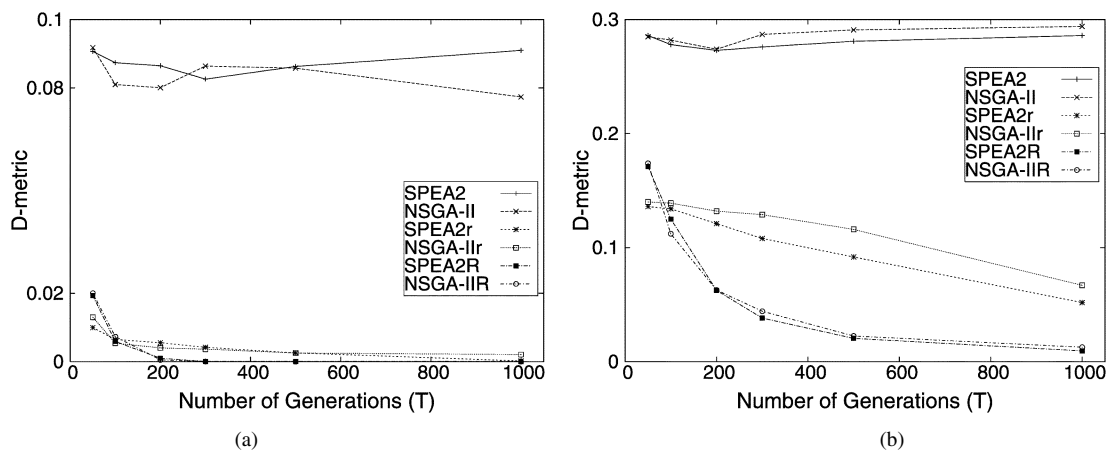 0.1
0.08
0.02
0
D-metric
SPEA2
NSGA-II
SPEA2r
NSGA-IIr
SPEA2R
NSGA-IIR
0 200 400 600 800 1000
Number of Generations (T)
(a)
0.3
0.2
0.1
0
D-metric
SPEA2
NSGA-II
SPEA2r
NSGA-IIr
SPEA2R
NSGA-IIR
0 200 400 600 800 1000
Number of Generations (T)
(b)